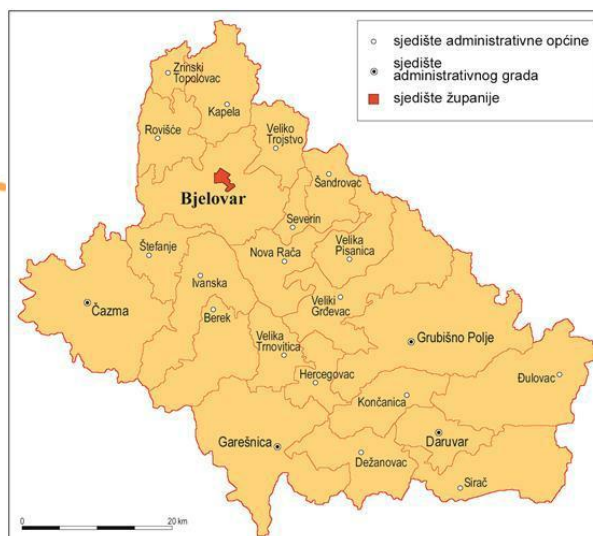 sjedište administrativne općine
sjedište
administrativnog grada
sjedište županije
Zrinski
Topolovac
Kapela
Rovišće
Veliko
Trojstvo
Šandrovac
Bjelovar
Severin
Štefanje
Nova Rača
Velika
Pisanica
Ivanska
Čazma
Berek
Veliki
Grđevac
Velika
Trnovitica
Grubišno Polje
Hercegovac
Đulovac
Končanica
Garešnica
Daruvar
Dežanovac
Sirač
0
20 km